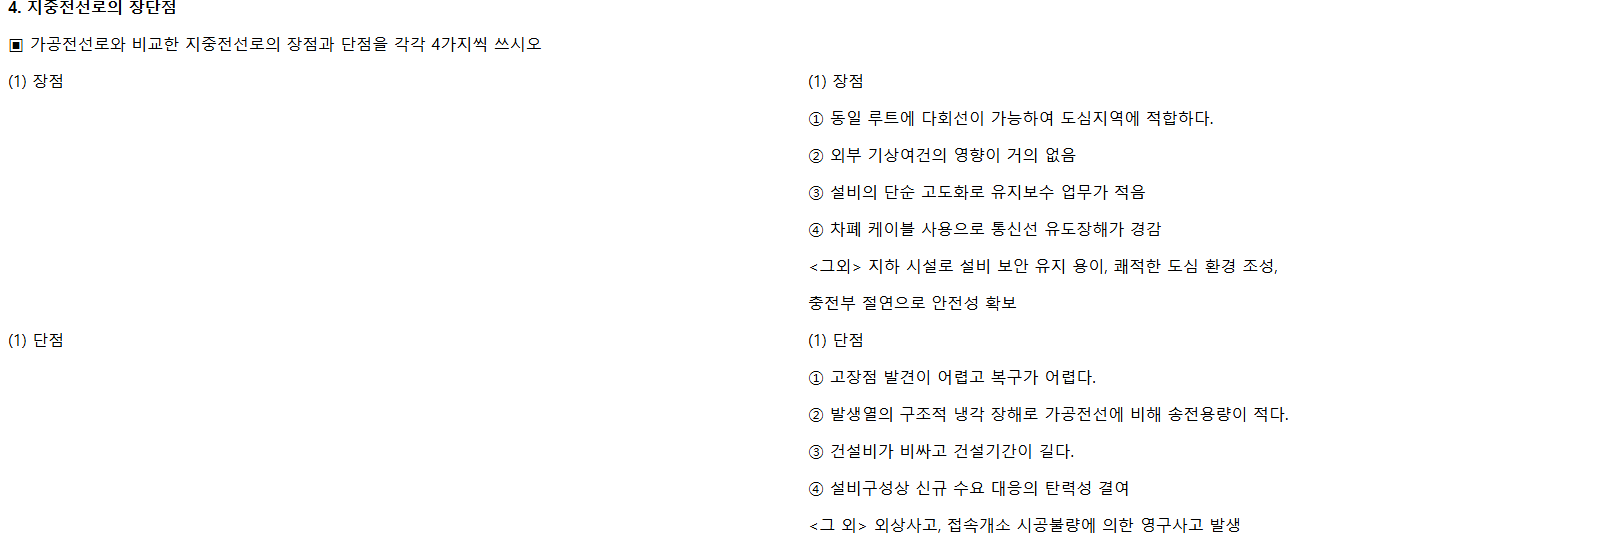 4. 지중전선로의 장단점
▣ 가공전선로와 비교한 지중전선로의 장점과 단점을 각각 4가지씩 쓰시오
(1) 장점
(1) 장점
① 동일 루트에 다회선이 가능하여 도심지역에 적합하다.
② 외부 기상여건의 영향이 거의 없음
③ 설비의 단순 고도화로 유지보수 업무가 적음
④ 차폐 케이블 사용으로 통신선 유도장해가 경감
<그외> 지하 시설로 설비 보안 유지 용이, 쾌적한 도심 환경 조성,
충전부 절연으로 안전성 확보
(1) 단점
(1) 단점
① 고장점 발견이 어렵고 복구가 어렵다.
② 발생열의 구조적 냉각 장해로 가공전선에 비해 송전용량이 적다.
③ 건설비가 비싸고 건설기간이 길다.
④ 설비구성상 신규 수요 대응의 탄력성 결여
<그 외> 외상사고, 접속개소 시공불량에 의한 영구사고 발생